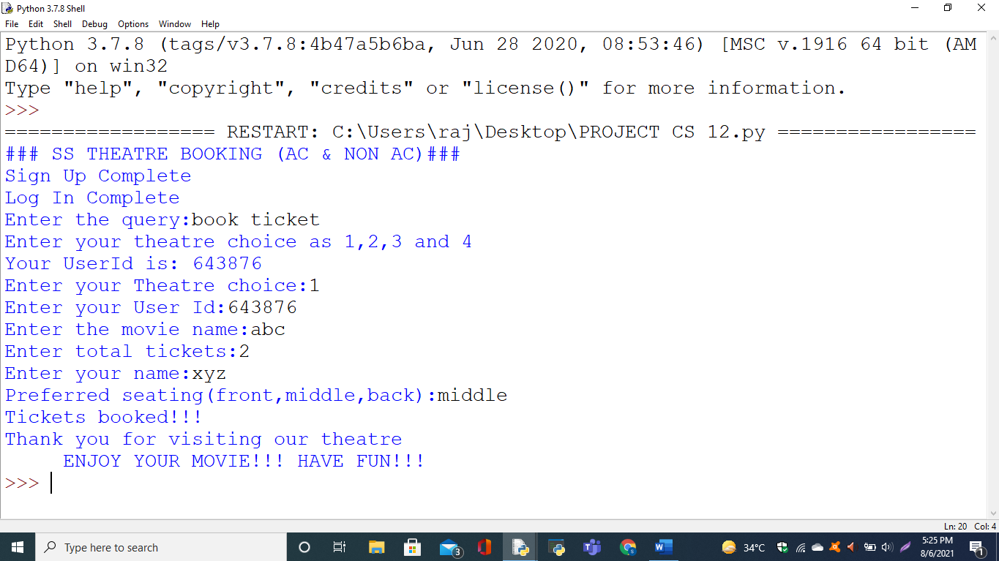 Python 3.7.8 Shell
File Edit Shell Debug Options Window Help
Python 3.7.8 (tags/v3.7.8:4b47a5b6ba, Jun 28 2020, 08:53:46) [MSC v.1916 64 bit (AM
D64)] on win32
Type "help", "copyright", "credits" or "license()" for more information.
>>>
================== RESTART: C:\Users\raj\Desktop\PROJECT CS 12.py =================
### SS THEATRE BOOKING (AC & NON AC)###
Sign Up Complete
Log In Complete
Enter the query:book ticket
Enter your theatre choice as 1,2,3 and 4
Your UserId is: 643876
Enter your Theatre choice:1
Enter your User Id:643876
Enter the movie name:abc
Enter total tickets:2
Enter your name:xyz
Preferred seating(front,middle,back):middle
Tickets booked!!!
Thank you for visiting our theatre
     ENJOY YOUR MOVIE!!! HAVE FUN!!!
>>>
Ln: 20 Col: 4
Type here to search
3
34°C
5:25 PM
8/6/2021
1